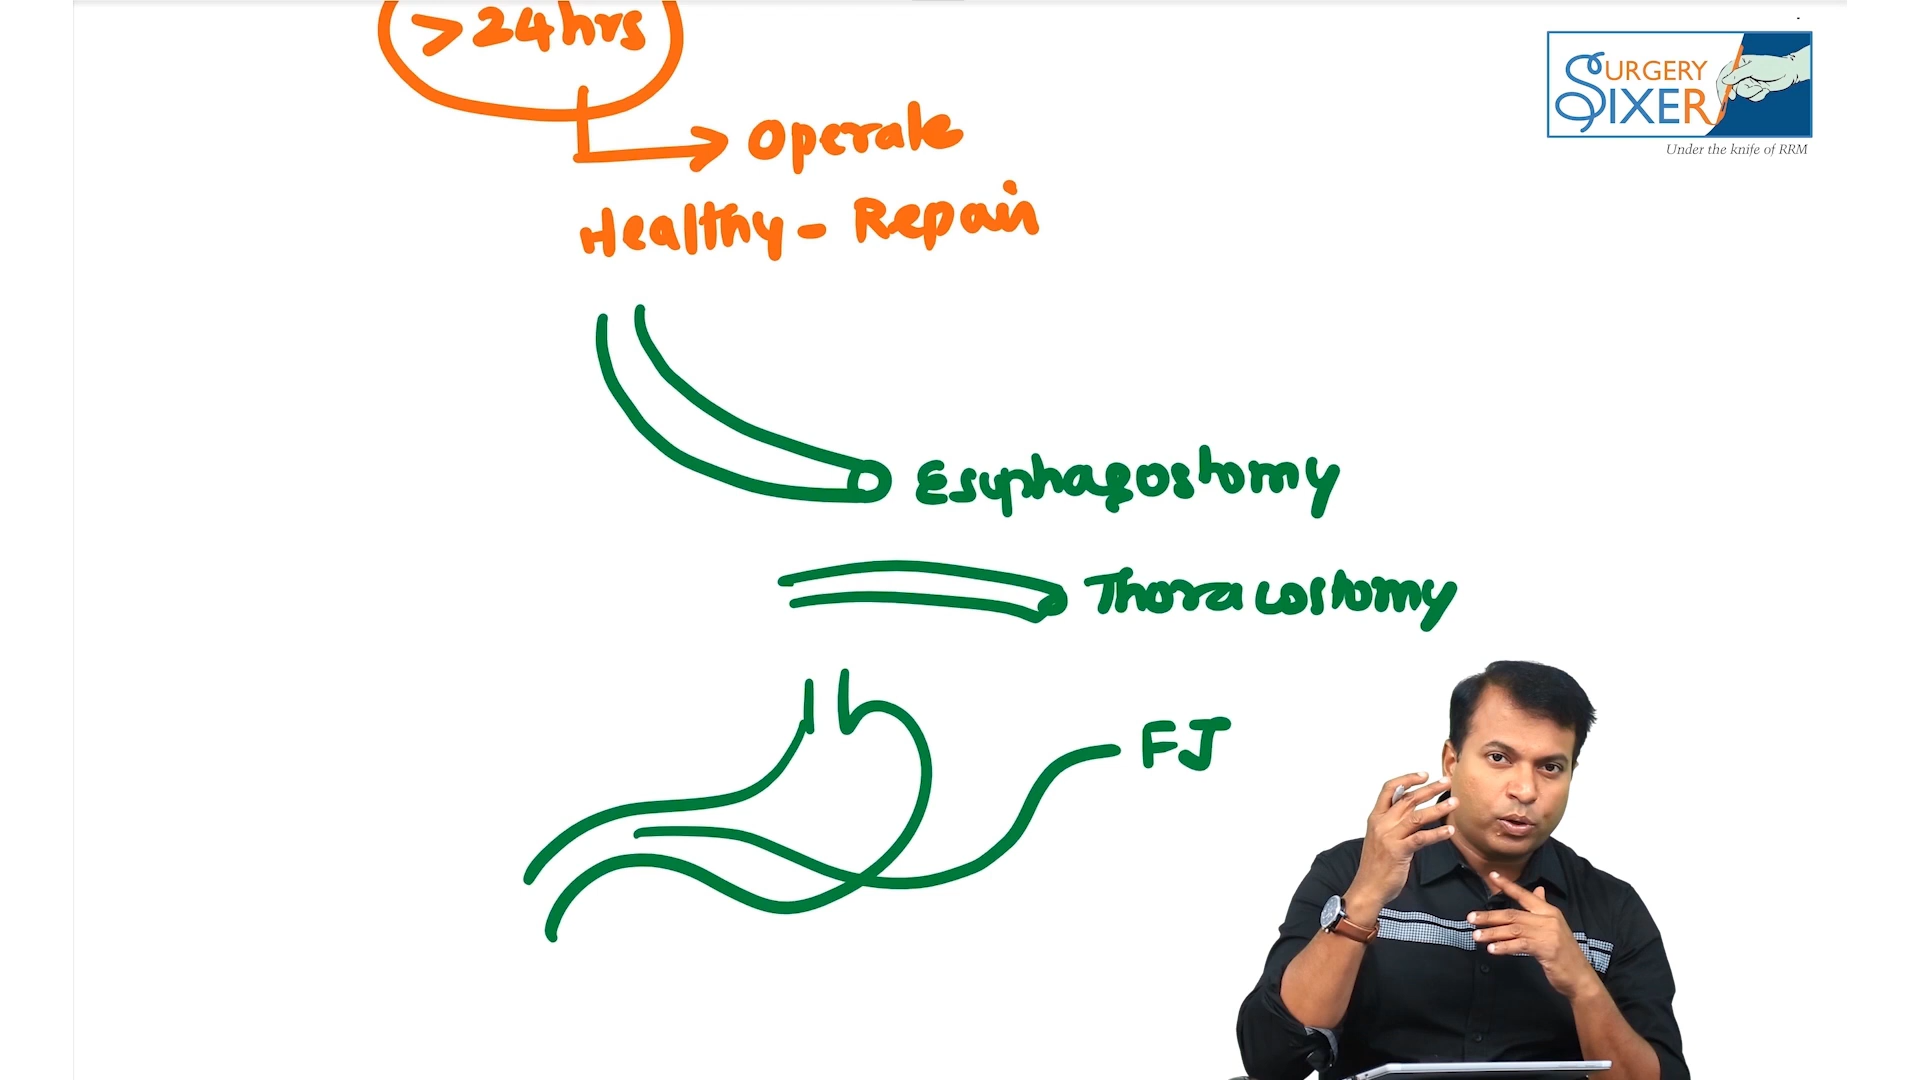 >24hrs
SURGERY
SIXER
Under the knife of RRM
Operate
Healthy - Repair
Esophagostomy
Thoracostomy
FJ